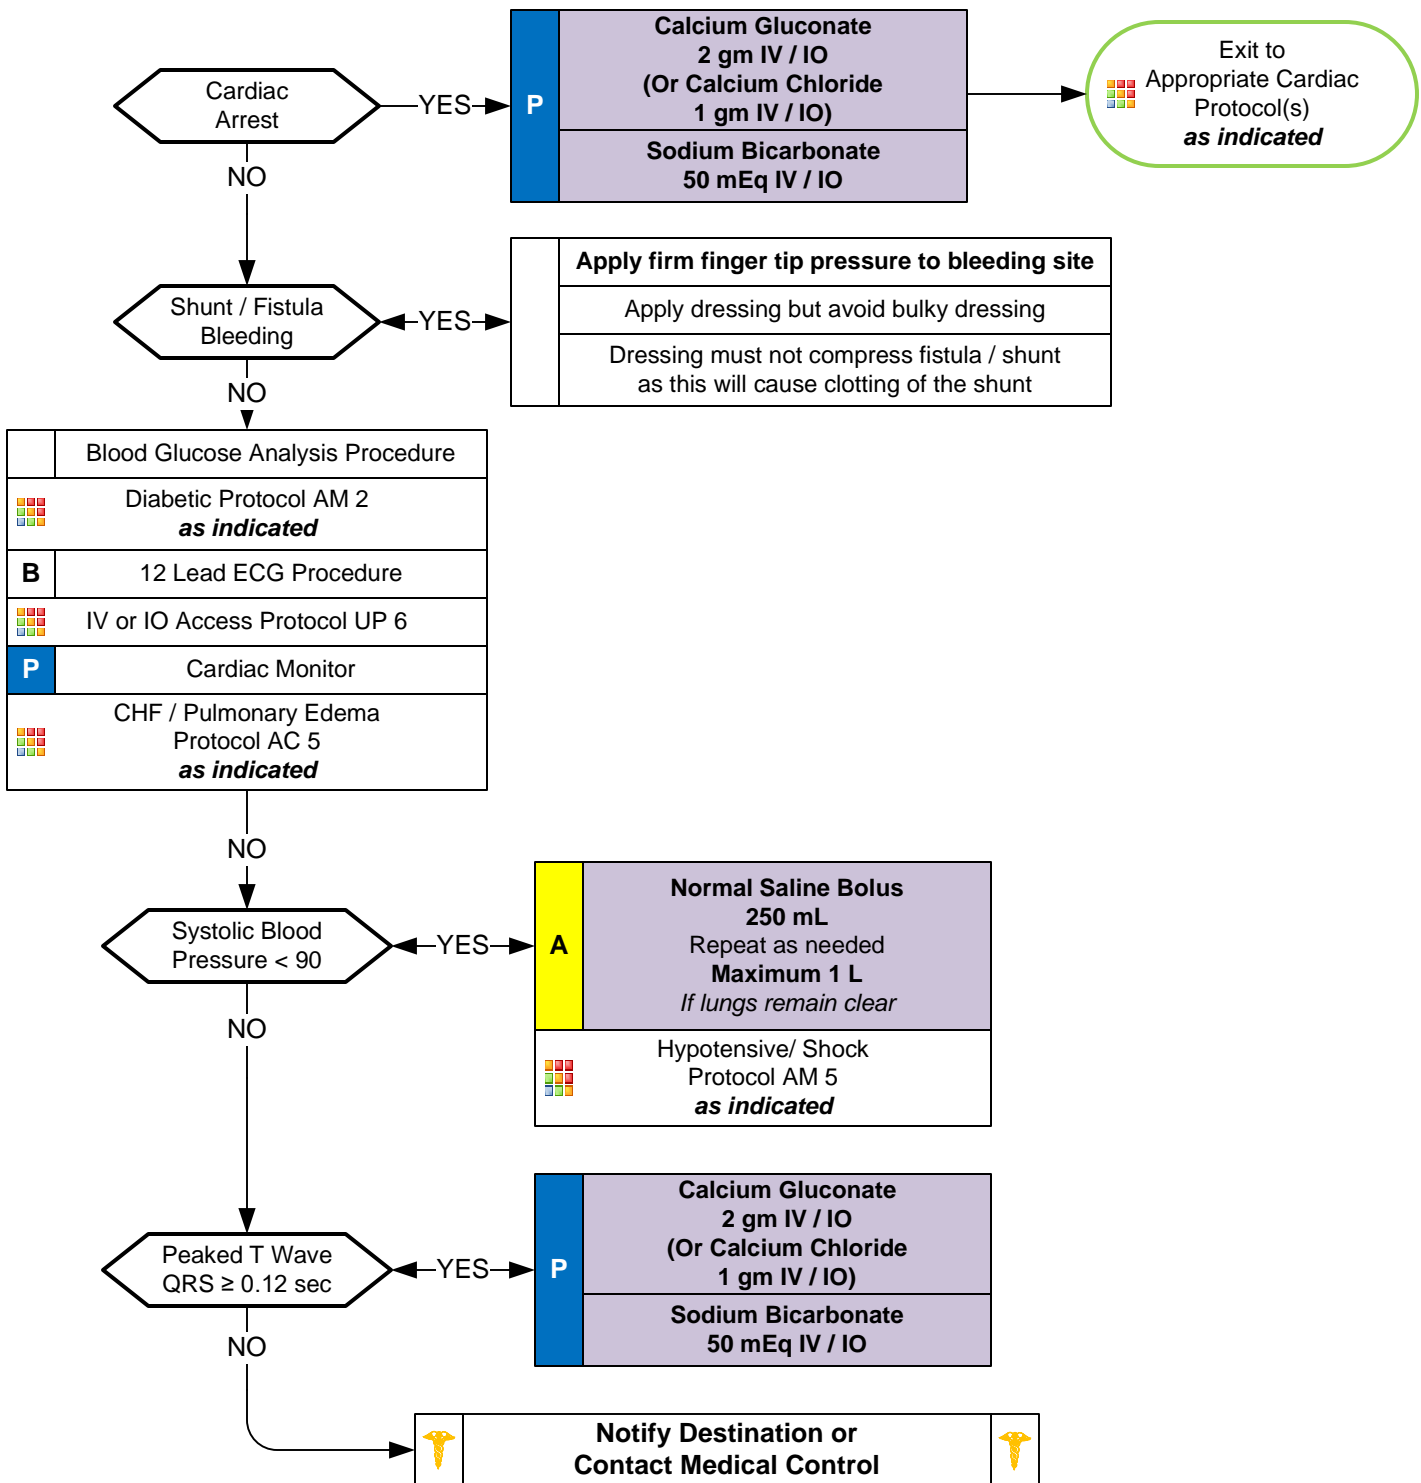 Cardiac
Arrest
YES
P
Calcium Gluconate
2 gm IV / IO
(Or Calcium Chloride
1 gm IV / IO)
Sodium Bicarbonate
50 mEq IV / IO
Exit to
Appropriate Cardiac
Protocol(s)
as indicated
NO
Shunt / Fistula
Bleeding
YES
Apply firm finger tip pressure to bleeding site
Apply dressing but avoid bulky dressing
Dressing must not compress fistula / shunt
as this will cause clotting of the shunt
NO
Blood Glucose Analysis Procedure
Diabetic Protocol AM 2
as indicated
B
12 Lead ECG Procedure
IV or IO Access Protocol UP 6
P
Cardiac Monitor
CHF / Pulmonary Edema
Protocol AC 5
as indicated
NO
Systolic Blood
Pressure < 90
YES
A
Normal Saline Bolus
250 mL
Repeat as needed
Maximum 1 L
If lungs remain clear
Hypotensive/ Shock
Protocol AM 5
as indicated
NO
Peaked T Wave
QRS ≥ 0.12 sec
YES
P
Calcium Gluconate
2 gm IV / IO
(Or Calcium Chloride
1 gm IV / IO)
Sodium Bicarbonate
50 mEq IV / IO
NO
Notify Destination or
Contact Medical Control